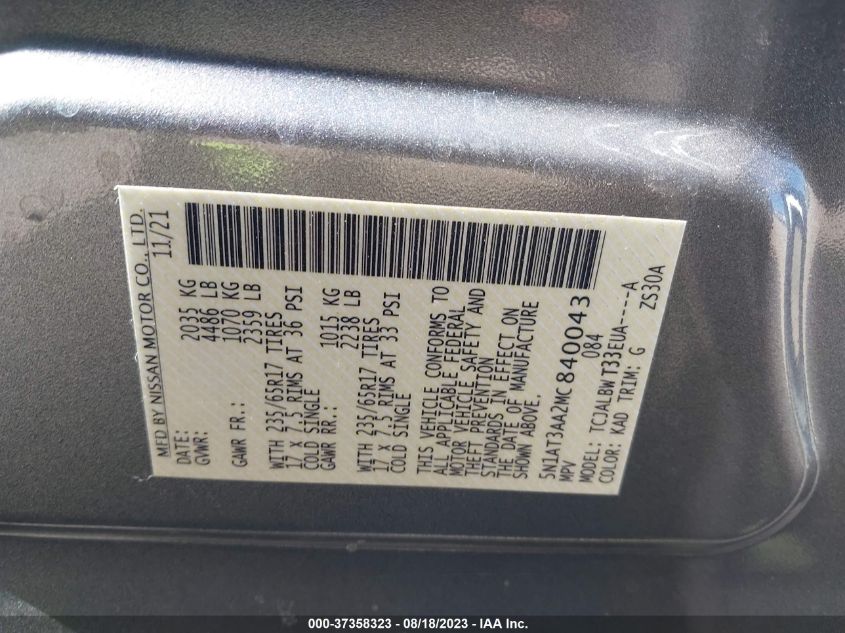 MFD BY NISSAN MOTOR CO., LTD.
DATE: 11/21
GVWR: 2035 KG
4486 LB
GAWR FR.: 1070 KG
2359 LB
WITH 235/65R17 TIRES
17 X 7.5 RIMS AT 36 PSI
COLD SINGLE
GAWR RR.: 1015 KG
2238 LB
WITH 235/65R17 TIRES
17 X 7.5 RIMS AT 33 PSI
COLD SINGLE
THIS VEHICLE CONFORMS TO
ALL APPLICABLE FEDERAL
MOTOR VEHICLE SAFETY AND
THEFT PREVENTION
STANDARDS IN EFFECT ON
THE DATE OF MANUFACTURE
SHOWN ABOVE.
5N1AT3AA2MC840043
MPV 084
MODEL: TCJALBWT33EUA----A
COLOR: KAD TRIM: G ZS30A
000-37358323 - 08/18/2023 - IAA Inc.